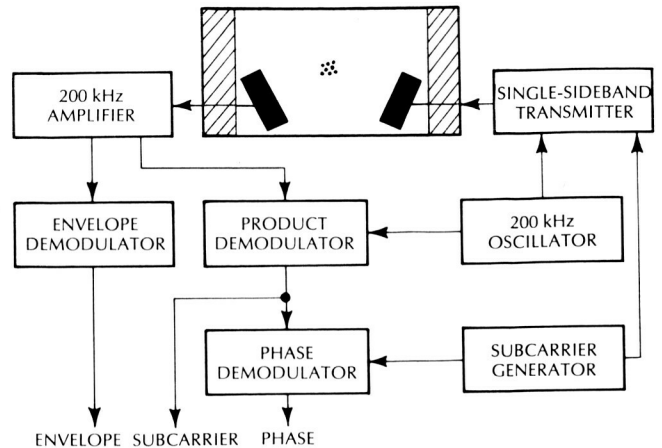 200 kHz
AMPLIFIER
SINGLE-SIDEBAND
TRANSMITTER
ENVELOPE
DEMODULATOR
PRODUCT
DEMODULATOR
200 kHz
OSCILLATOR
PHASE
DEMODULATOR
SUBCARRIER
GENERATOR
ENVELOPE SUBCARRIER PHASE